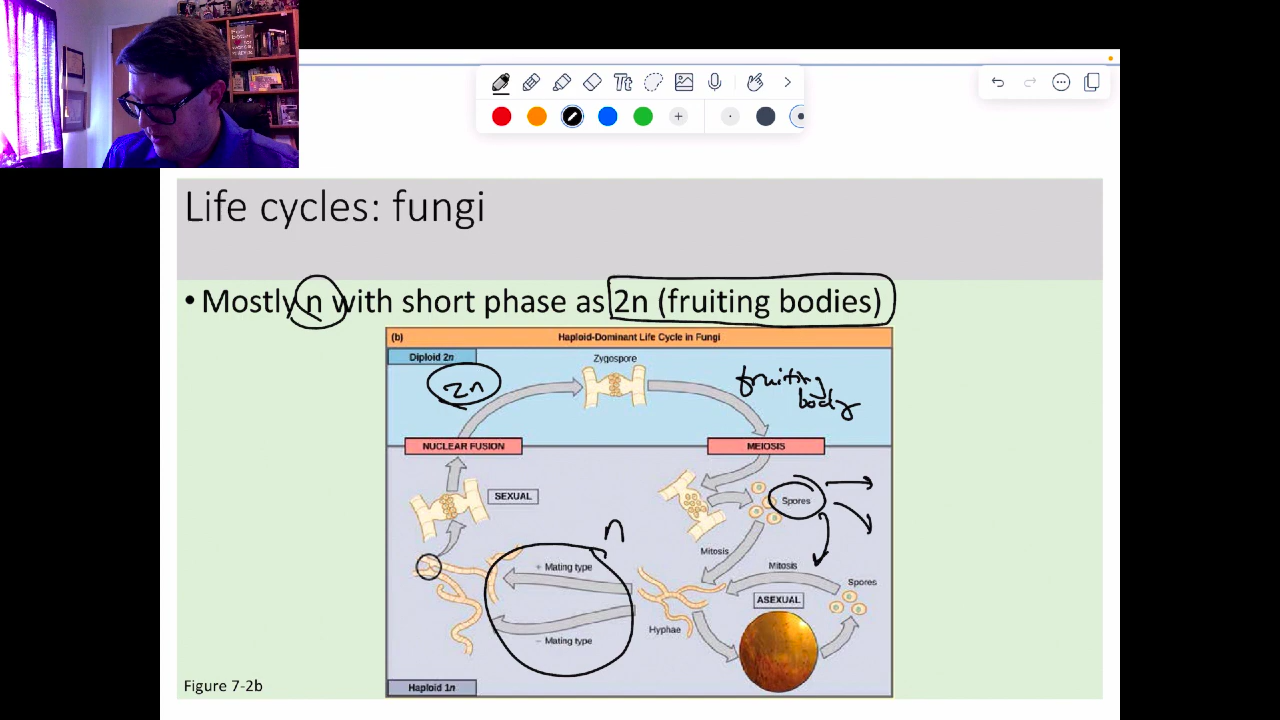 Life cycles: fungi
• Mostly n with short phase as 2n (fruiting bodies)
(b) Haploid-Dominant Life Cycle in Fungi
Diploid 2n
Zygospore
2n
fruiting
body
NUCLEAR FUSION
MEIOSIS
SEXUAL
Spores
n
Mitosis
+ Mating type
Mitosis
Spores
ASEXUAL
Hyphae
− Mating type
Haploid 1n
Figure 7-2b
Tt